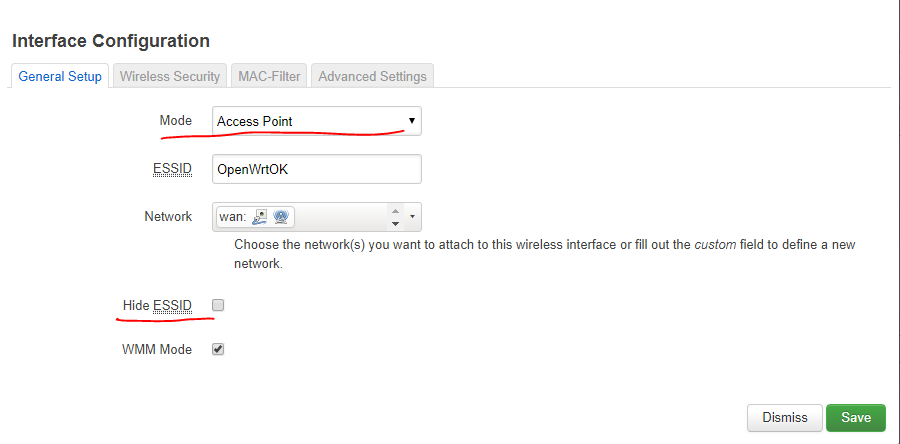 Interface Configuration
General Setup Wireless Security MAC-Filter Advanced Settings
Mode Access Point
ESSID OpenWrtOK
Network wan:
Choose the network(s) you want to attach to this wireless interface or fill out the custom field to define a new
network.
Hide ESSID
WMM Mode
Dismiss Save